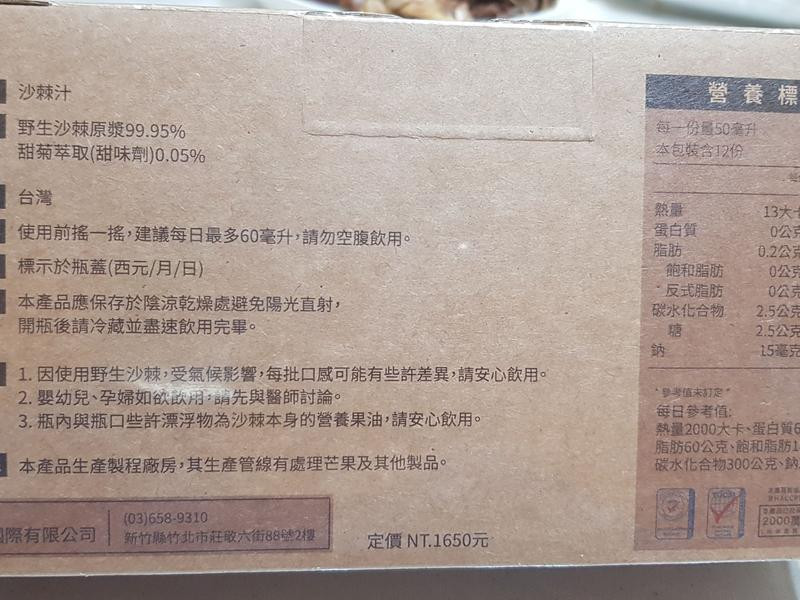 沙棘汁
野生沙棘原漿99.95%
甜菊萃取(甜味劑)0.05%
台灣
使用前搖一搖,建議每日最多60毫升,請勿空腹飲用。
標示於瓶蓋(西元/月/日)
本產品應保存於陰涼乾燥處避免陽光直射,
開瓶後請冷藏並盡速飲用完畢。
1. 因使用野生沙棘,受氣候影響,每批口感可能有些許差異,請安心飲用。
2. 嬰幼兒、孕婦如欲飲用,請先與醫師討論。
3. 瓶內與瓶口些許漂浮物為沙棘本身的營養果油,請安心飲用。
本產品生產製程廠房,其生產管線有處理芒果及其他製品。
國際有限公司
(03)658-9310
新竹縣竹北市莊敬六街88號2樓
定價 NT.1650元
營養標
每一份量50毫升
本包裝含12份
熱量 13大卡
蛋白質 0公克
脂肪 0.2公克
飽和脂肪 0公克
反式脂肪 0公克
碳水化合物 2.5公克
糖 2.5公克
鈉 15毫克
*參考值未訂定*
每日參考值:
熱量2000大卡、蛋白質6
脂肪60公克、飽和脂肪1
碳水化合物300公克、鈉
2000萬